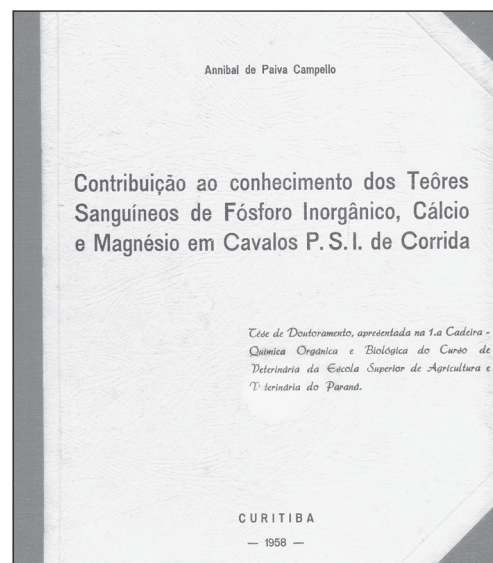 Annibal de Paiva Campello
Contribuição ao conhecimento dos Teôres
Sanguíneos de Fósforo Inorgânico, Cálcio
e Magnésio em Cavalos P. S. I. de Corrida
Tése de Doutoramento, apresentada na 1.a Cadeira -
Química Orgânica e Biológica do Curso de
Veterinária da Escola Superior de Agricultura e
V terinária do Paraná.
CURITIBA
— 1958 —